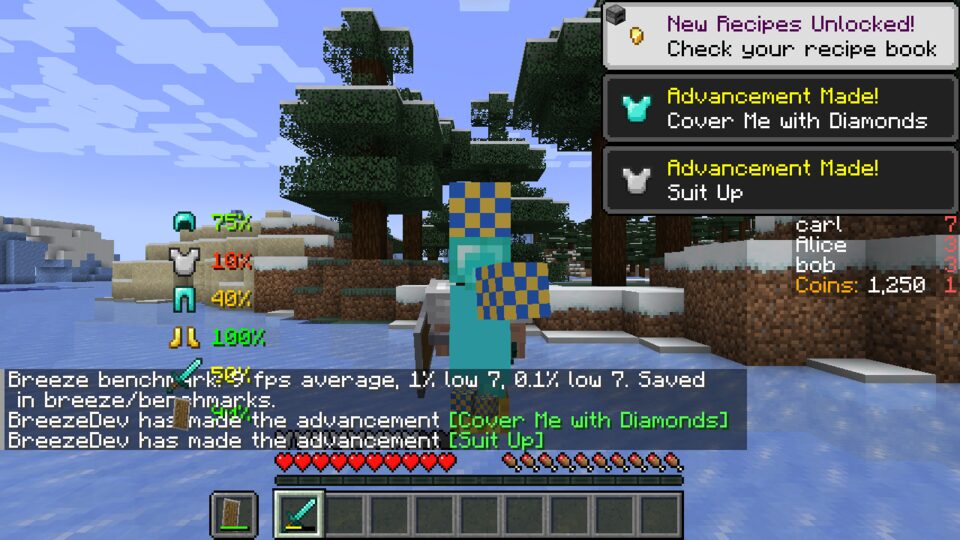 New Recipes Unlocked!
Check your recipe book
Advancement Made!
Cover Me with Diamonds
Advancement Made!
Suit Up
carl 7
Alice 3
bob 3
Coins: 1,250 1
75%
10%
40%
100%
50%
Breeze benchmark: 9 fps average, 1% low 7, 0.1% low 7. Saved
in breeze/benchmarks.
BreezeDev has made the advancement [Cover Me with Diamonds]
BreezeDev has made the advancement [Suit Up]